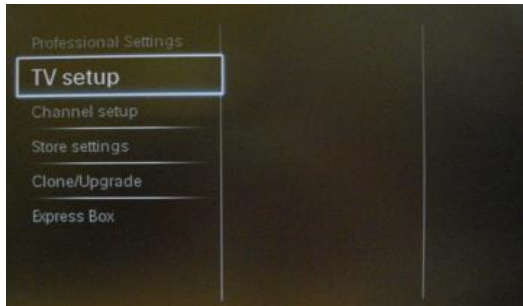 Professional Settings
TV setup
Channel setup
Store settings
Clone/Upgrade
Express Box